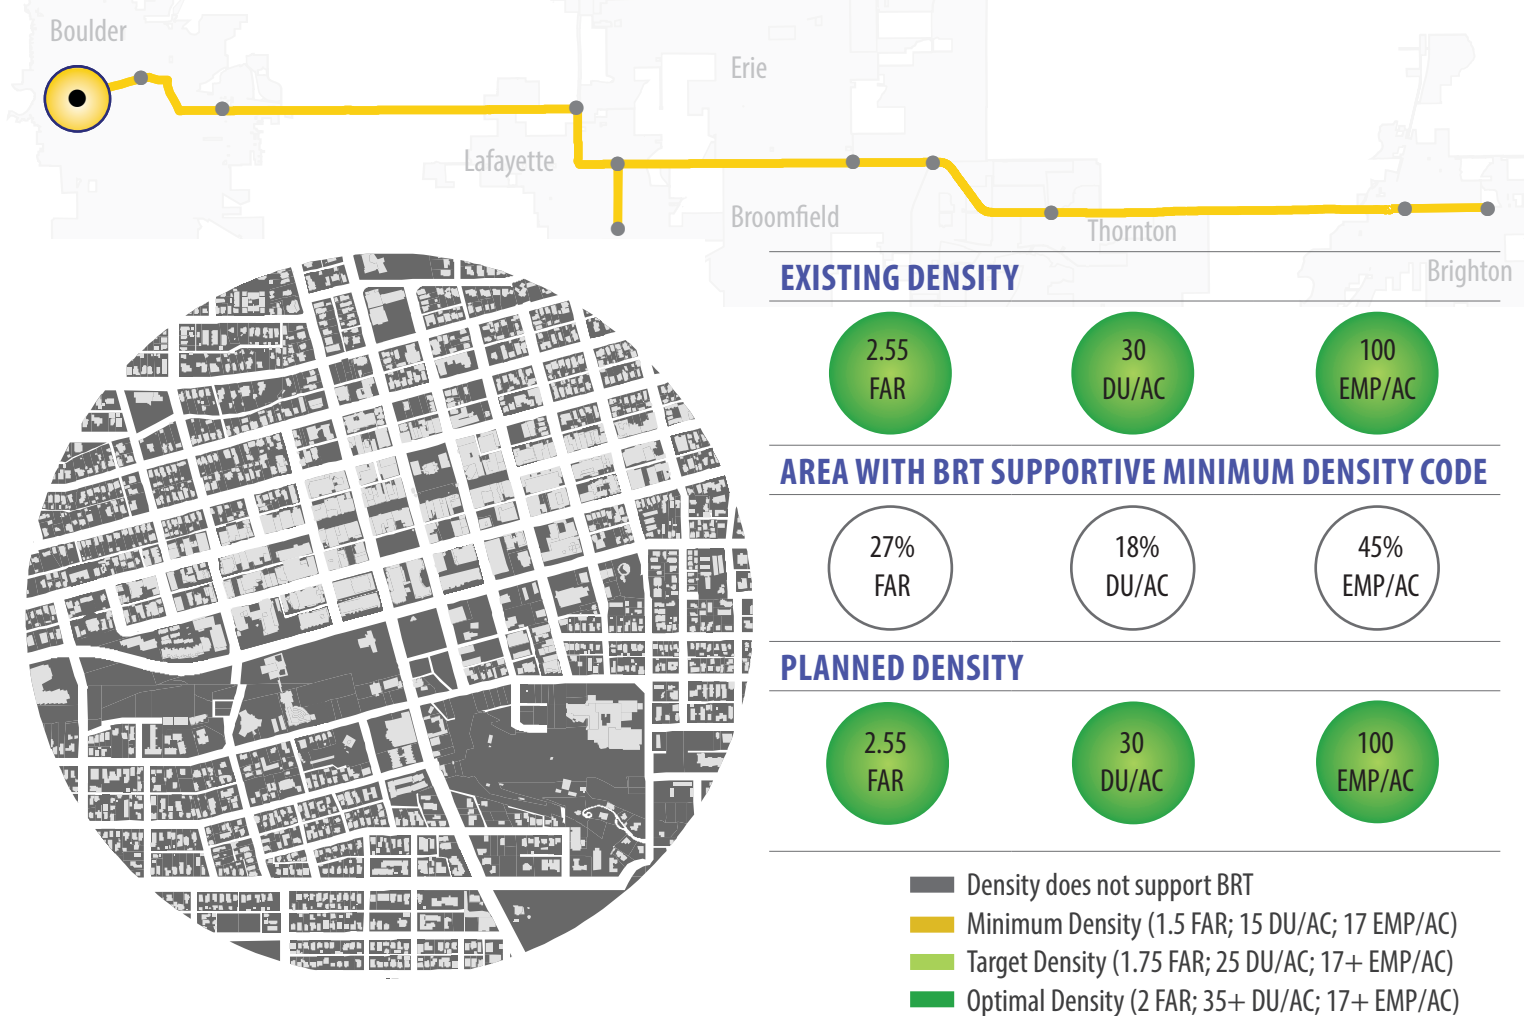 Boulder
Erie
Lafayette
Broomfield
Thornton
Brighton
EXISTING DENSITY
2.55
FAR
30
DU/AC
100
EMP/AC
AREA WITH BRT SUPPORTIVE MINIMUM DENSITY CODE
27%
FAR
18%
DU/AC
45%
EMP/AC
PLANNED DENSITY
2.55
FAR
30
DU/AC
100
EMP/AC
Density does not support BRT
Minimum Density (1.5 FAR; 15 DU/AC; 17 EMP/AC)
Target Density (1.75 FAR; 25 DU/AC; 17+ EMP/AC)
Optimal Density (2 FAR; 35+ DU/AC; 17+ EMP/AC)